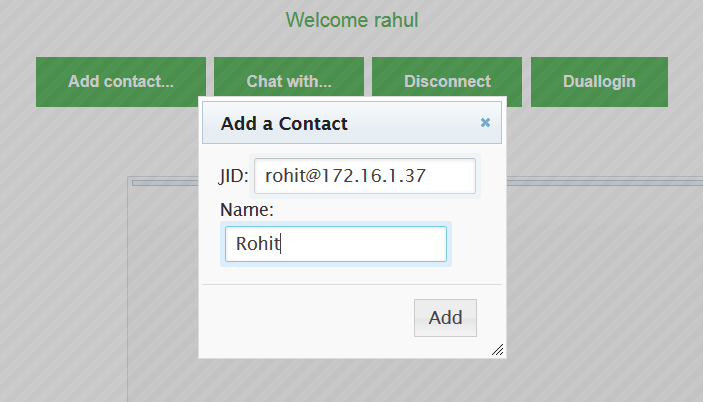 Welcome rahul
Add contact... Chat with... Disconnect Duallogin
Add a Contact
JID: rohit@172.16.1.37
Name:
Rohit
Add